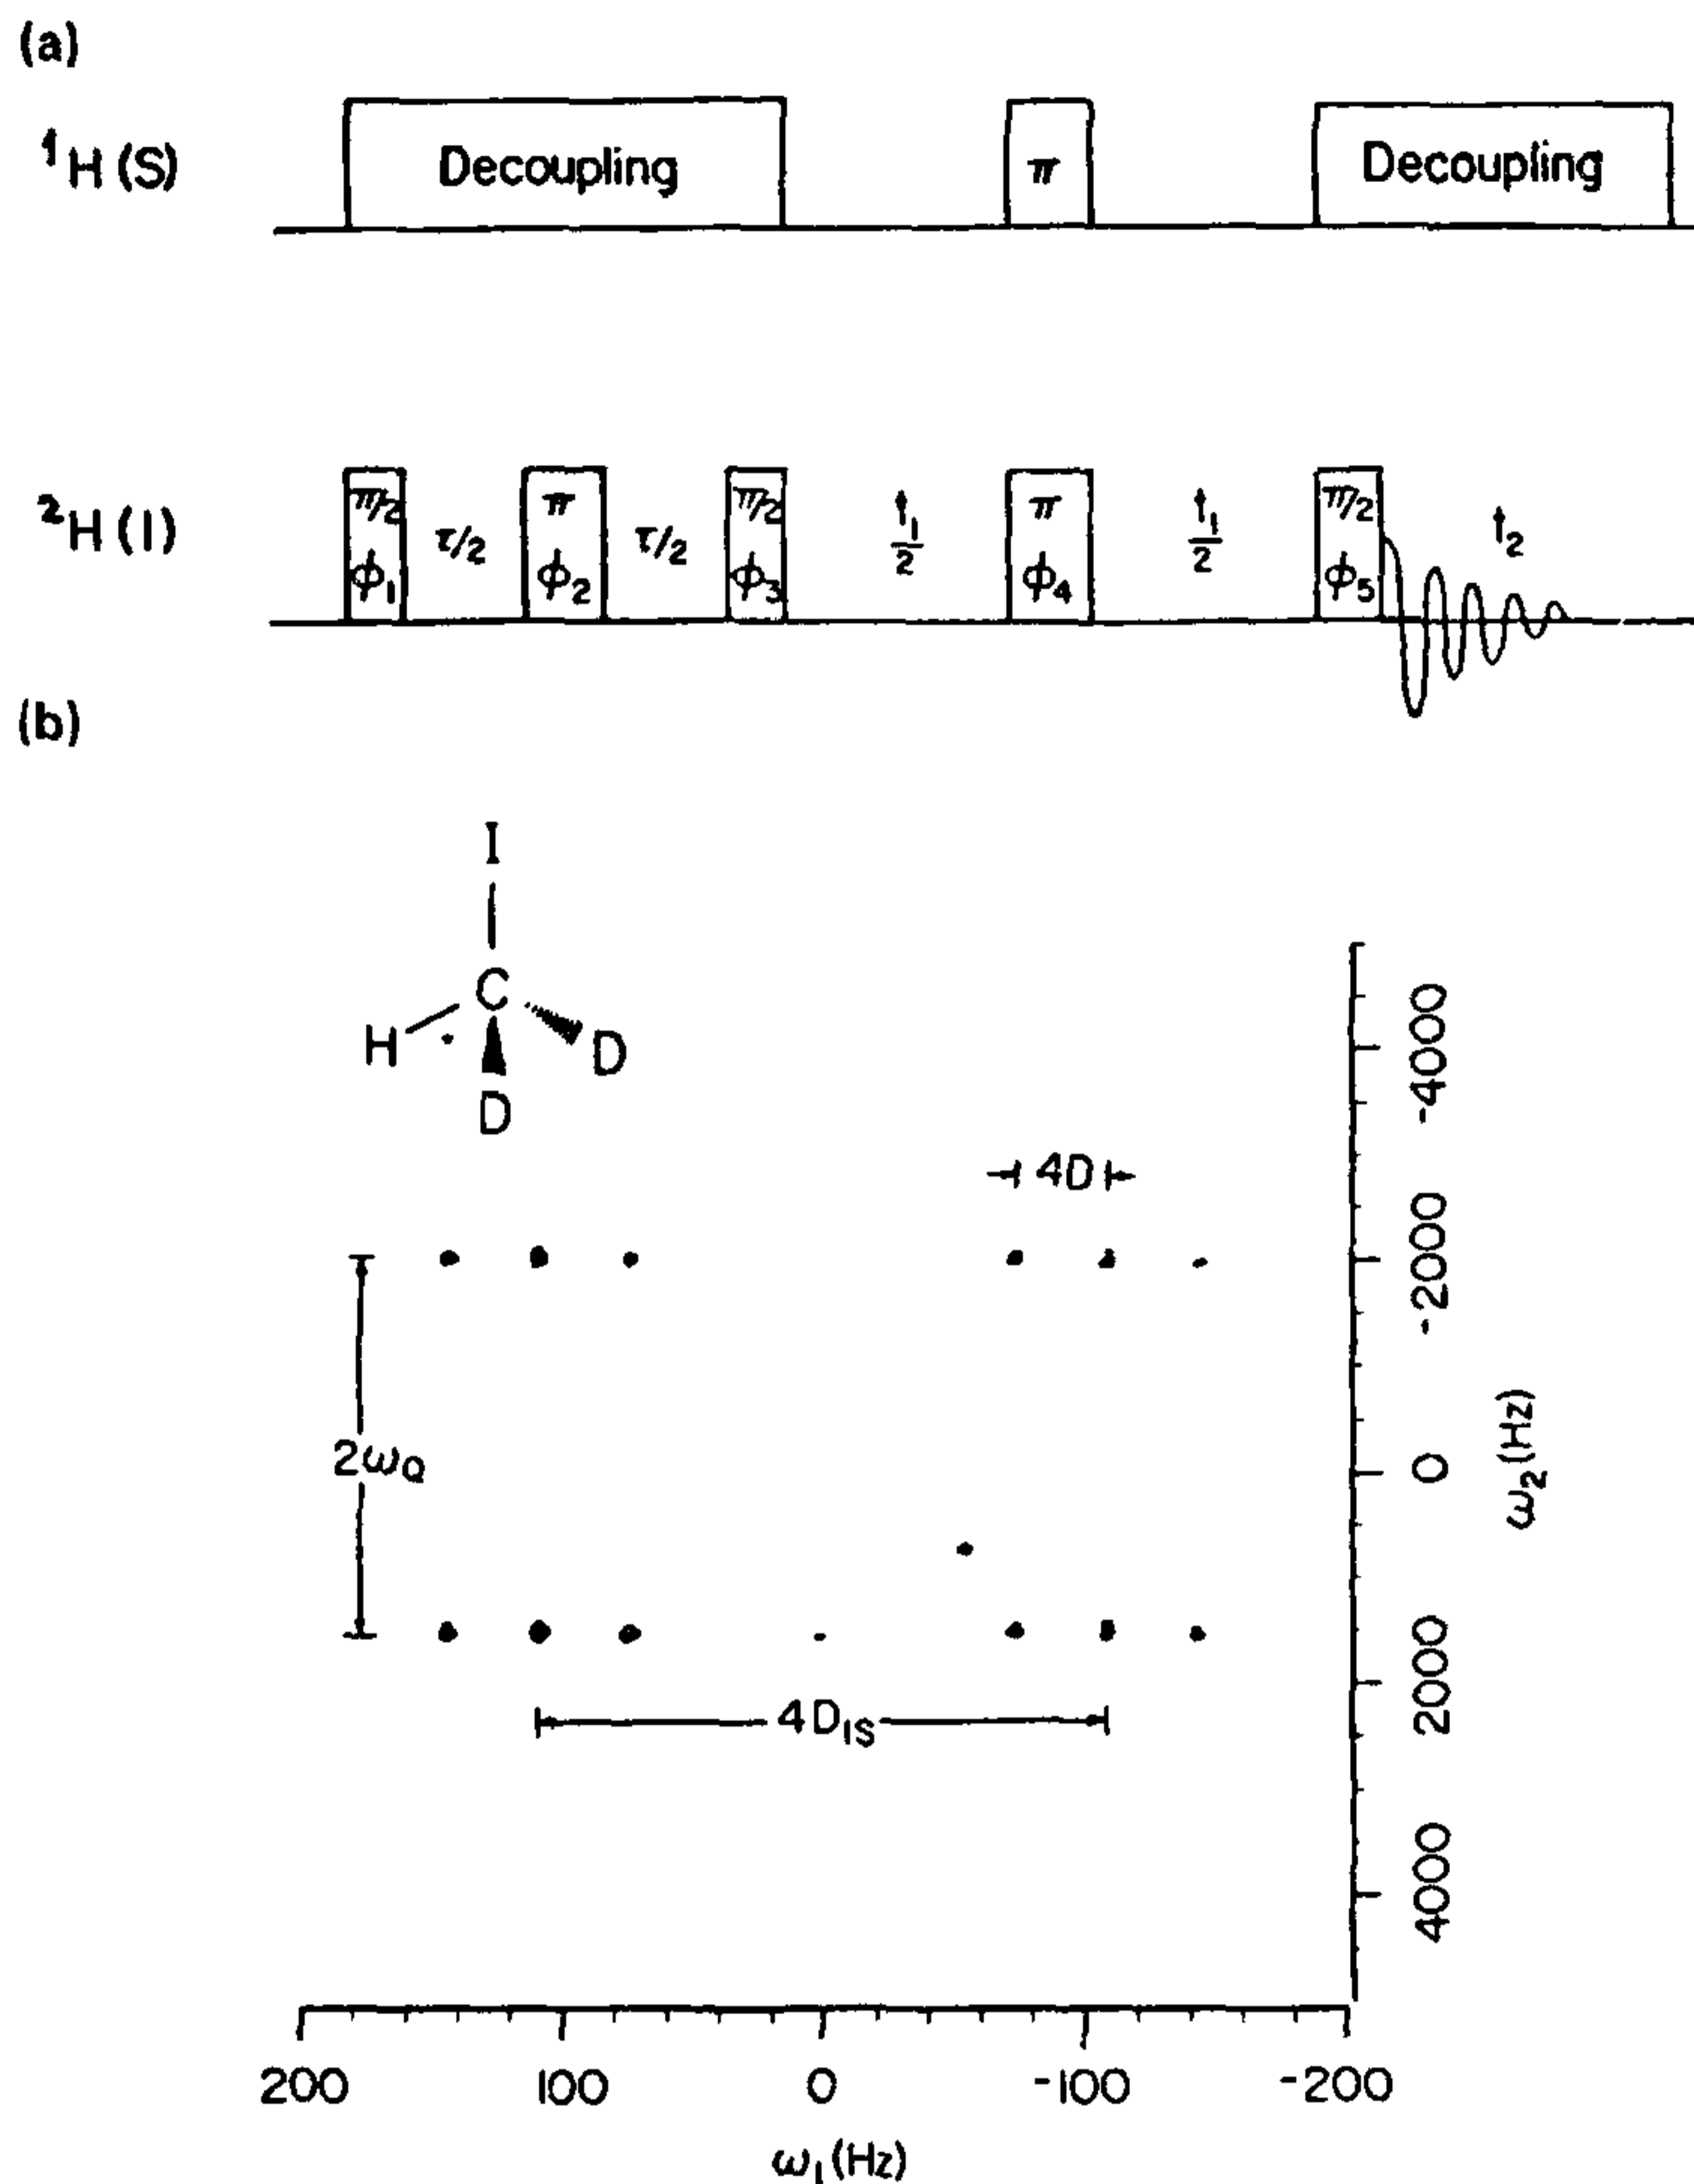 (a)
¹H (S)
Decoupling
π
Decoupling
²H (I)
π/2
ϕ₁
τ/2
π
ϕ₂
τ/2
π/2
ϕ₃
t₁/2
π
ϕ₄
t₁/2
π/2
ϕ₅
t₂
(b)
I
C
H
D
D
4D
2ω_Q
4D_IS
-4000
-2000
0
2000
4000
ω₂(Hz)
200 100 0 -100 -200
ω₁(Hz)